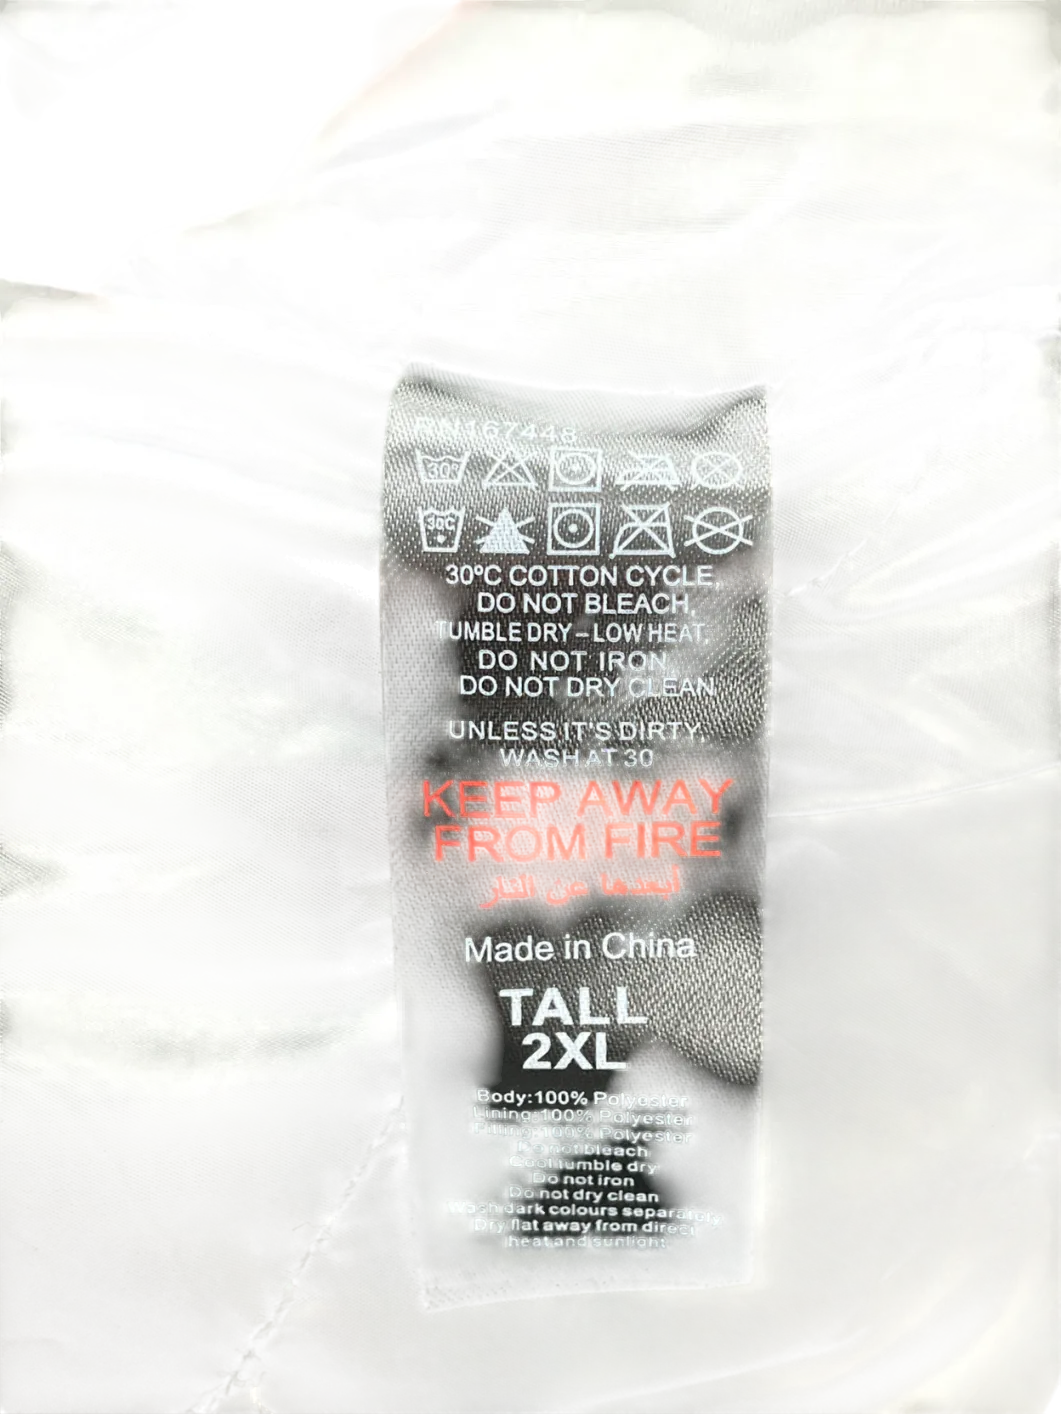 RN167448
30°
30C
30ºC COTTON CYCLE,
DO NOT BLEACH,
TUMBLE DRY – LOW HEAT,
DO NOT IRON,
DO NOT DRY CLEAN
UNLESS IT'S DIRTY,
WASH AT 30
KEEP AWAY
FROM FIRE
أبعدها عن النار
Made in China
TALL
2XL
Body:100% Polyester
Lining:100% Polyester
Filling:100% Polyester
Do not bleach
Cool tumble dry
Do not iron
Do not dry clean
Wash dark colours separately
Dry flat away from direct
heat and sunlight